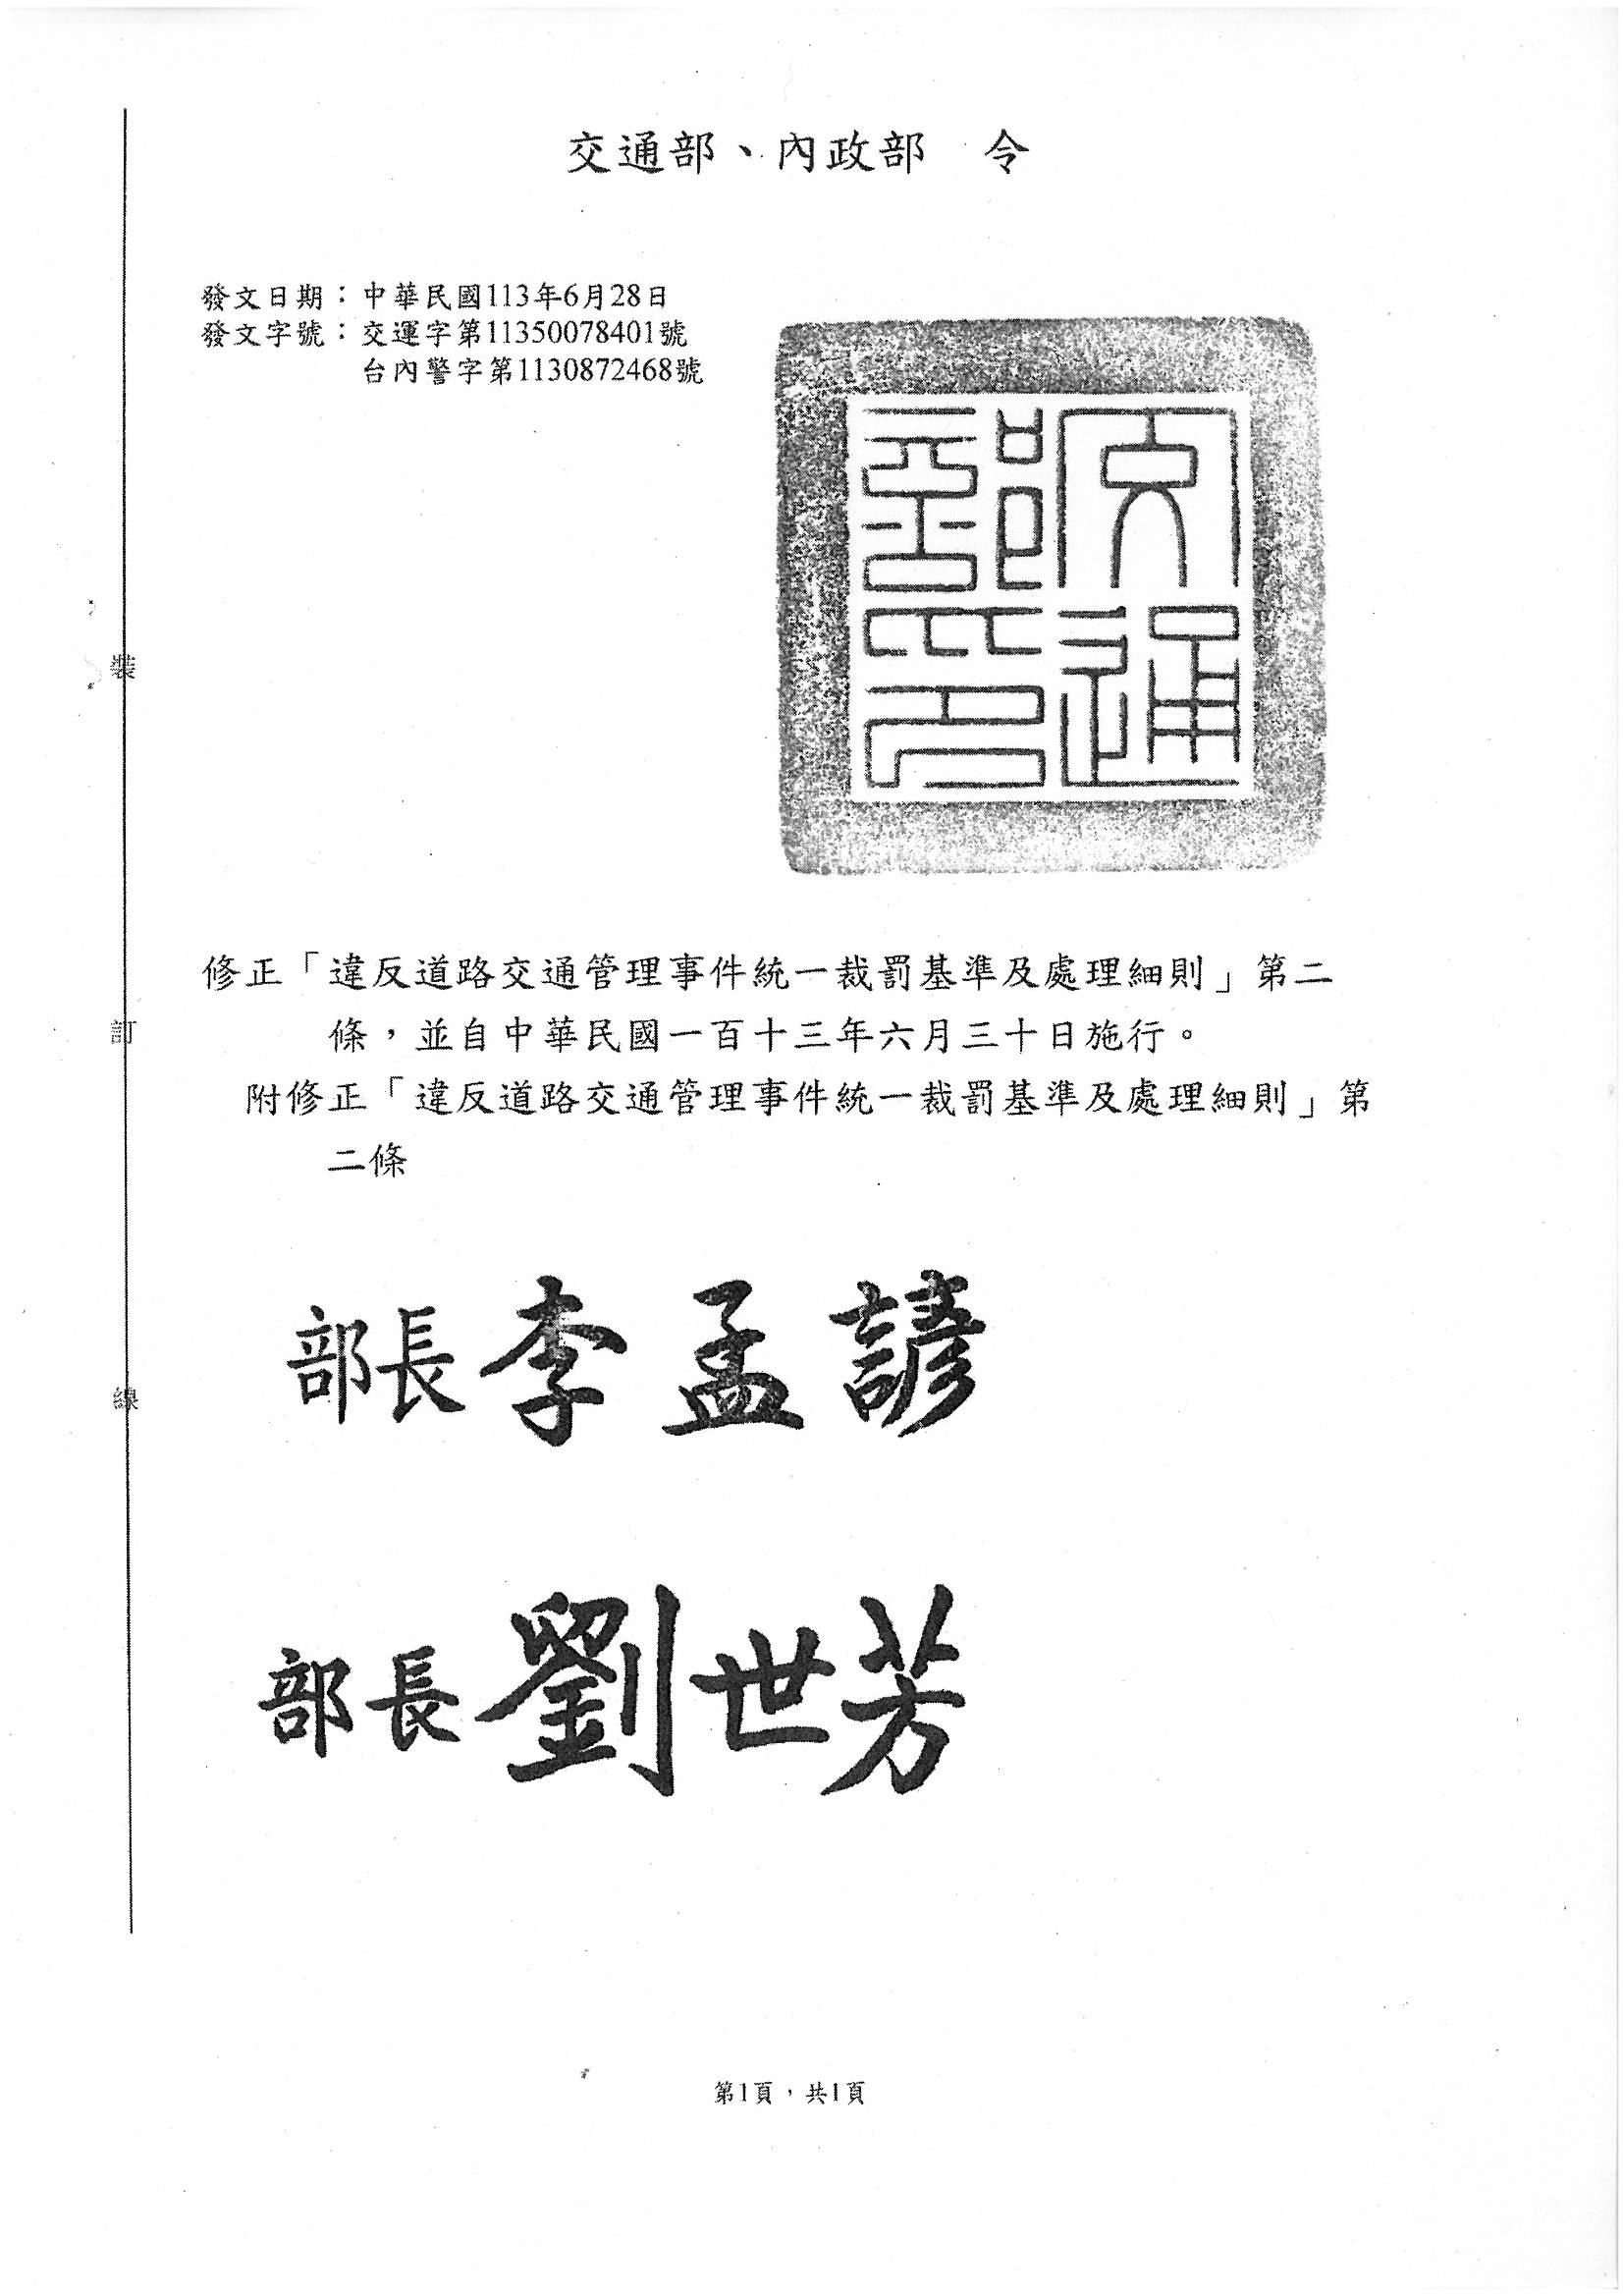 交通部、內政部　令
發文日期：中華民國113年6月28日
發文字號：交運字第11350078401號
台內警字第1130872468號
交通部印
修正「違反道路交通管理事件統一裁罰基準及處理細則」第二
條，並自中華民國一百十三年六月三十日施行。
附修正「違反道路交通管理事件統一裁罰基準及處理細則」第
二條
部長李孟諺
部長劉世芳
裝
訂
線
第1頁，共1頁